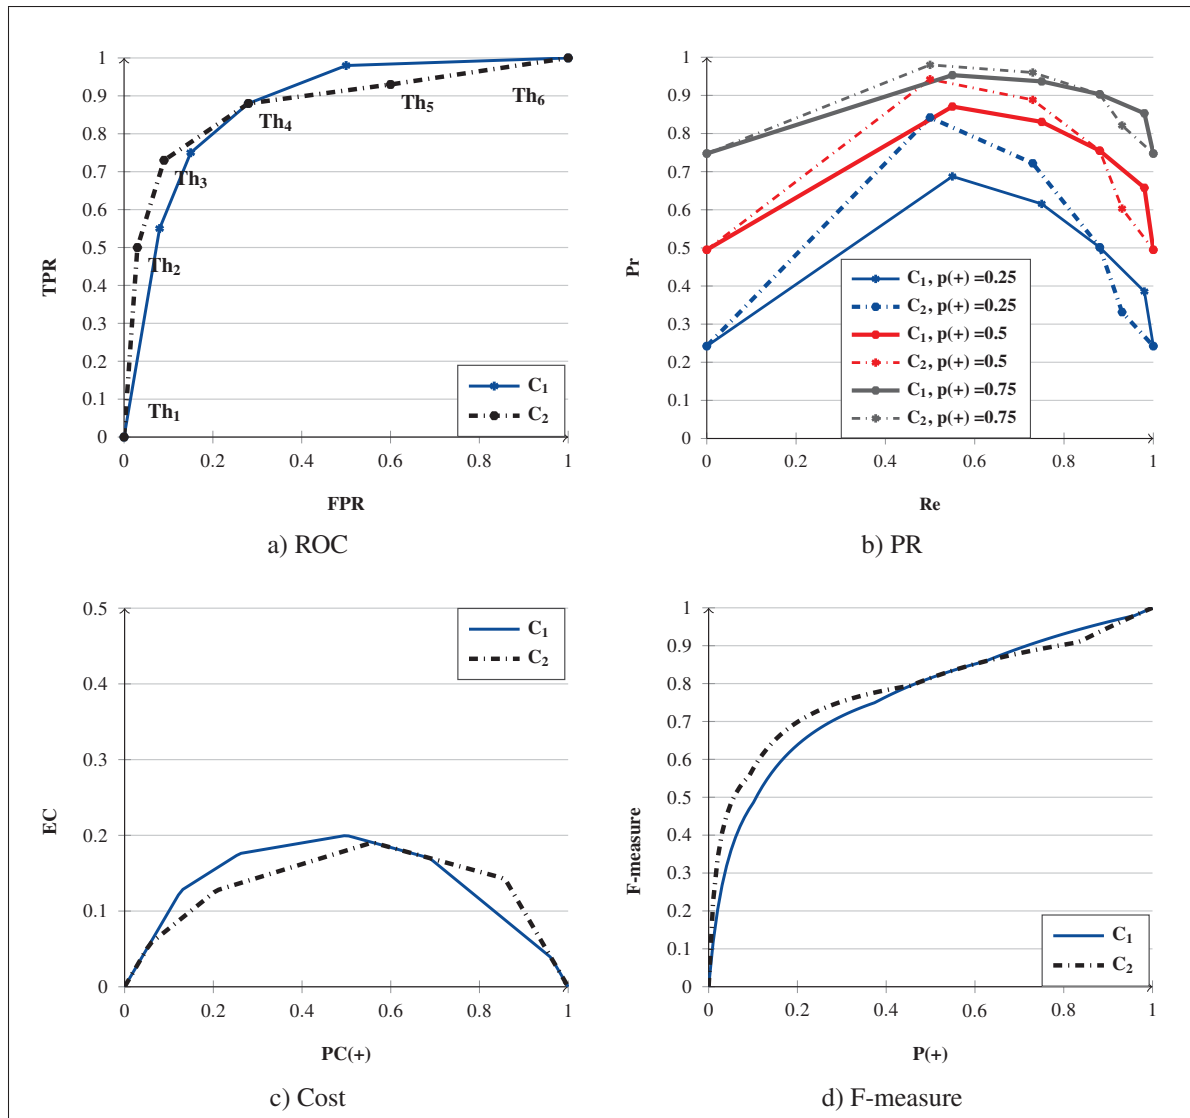 1
0.9
0.8
0.7
0.6
0.5
0.4
0.3
0.2
0.1
0
TPR
Th1
Th2
Th3
Th4
Th5
Th6
C1
C2
0
0.2
0.4
0.6
0.8
1
FPR
a) ROC
1
0.9
0.8
0.7
0.6
0.5
0.4
0.3
0.2
0.1
0
Pr
C1, p(+) =0.25
C2, p(+) =0.25
C1, p(+) =0.5
C2, p(+) =0.5
C1, p(+) =0.75
C2, p(+) =0.75
0
0.2
0.4
0.6
0.8
1
Re
b) PR
0.5
0.4
0.3
0.2
0.1
0
EC
C1
C2
0
0.2
0.4
0.6
0.8
1
PC(+)
c) Cost
1
0.9
0.8
0.7
0.6
0.5
0.4
0.3
0.2
0.1
0
F-measure
C1
C2
0
0.2
0.4
0.6
0.8
1
P(+)
d) F-measure